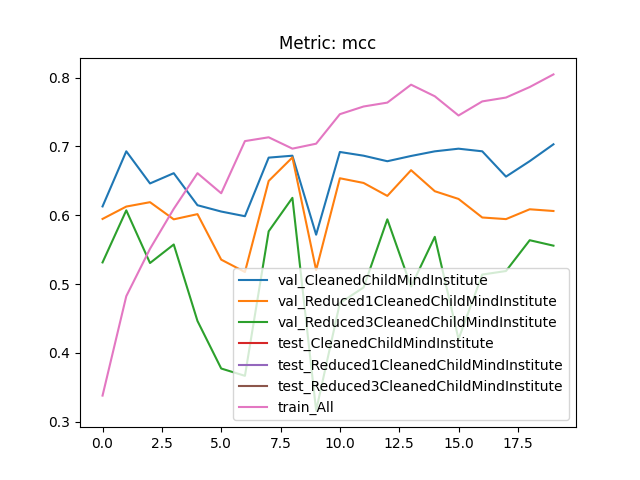 Metric: mcc
0.8
0.7
0.6
0.5
0.4
0.3
val_CleanedChildMindInstitute
val_Reduced1CleanedChildMindInstitute
val_Reduced3CleanedChildMindInstitute
test_CleanedChildMindInstitute
test_Reduced1CleanedChildMindInstitute
test_Reduced3CleanedChildMindInstitute
train_All
0.0 2.5 5.0 7.5 10.0 12.5 15.0 17.5